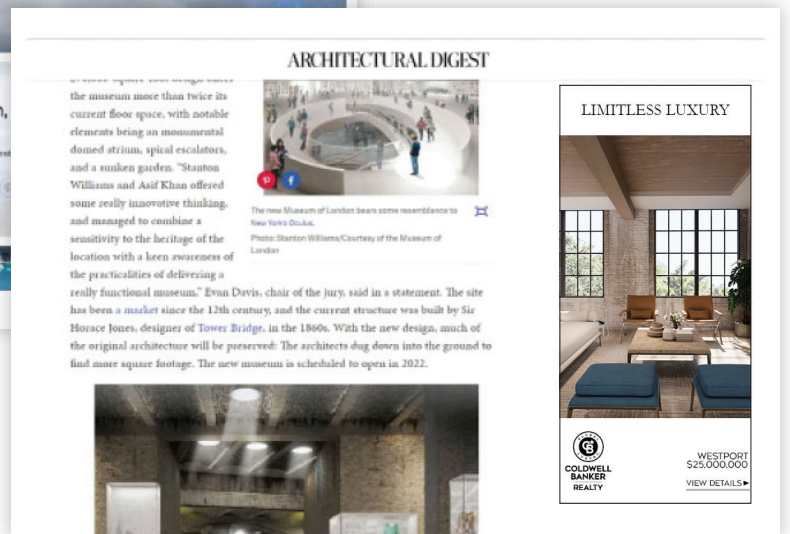 ARCHITECTURAL DIGEST
the museum more than twice its
current floor space, with notable
elements being an monumental
domed atrium, spiral escalators,
and a sunken garden. "Stanton
Williams and Asif Khan offered
some really innovative thinking,
and managed to combine a
sensitivity to the heritage of the
location with a keen awareness of
the practicalities of delivering a
The new Museum of London bears some resemblance to
New York's Oculus.
Photo: Stanton Williams/Courtesy of the Museum of
London
really functional museum," Evan Davis, chair of the jury, said in a statement. The site
has been a market since the 12th century, and the current structure was built by Sir
Horace Jones, designer of Tower Bridge, in the 1860s. With the new design, much of
the original architecture will be preserved: The architects dug down into the ground to
find more square footage. The new museum is scheduled to open in 2022.
LIMITLESS LUXURY
COLDWELL
BANKER
REALTY
WESTPORT
$25,000,000
VIEW DETAILS